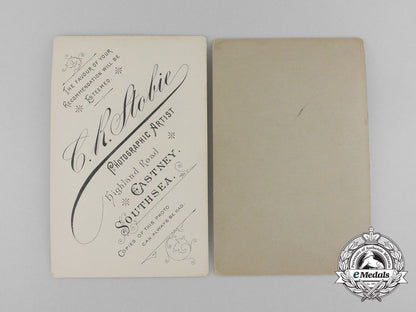 THE FAVOUR OF YOUR
RECOMMENDATION WILL BE
ESTEEMED.
C. R. Stobie
PHOTOGRAPHIC ARTIST
Highland Road
EASTNEY,
SOUTHSEA.
COPIES OF THIS PHOTO
CAN ALWAYS BE HAD.
eMedals